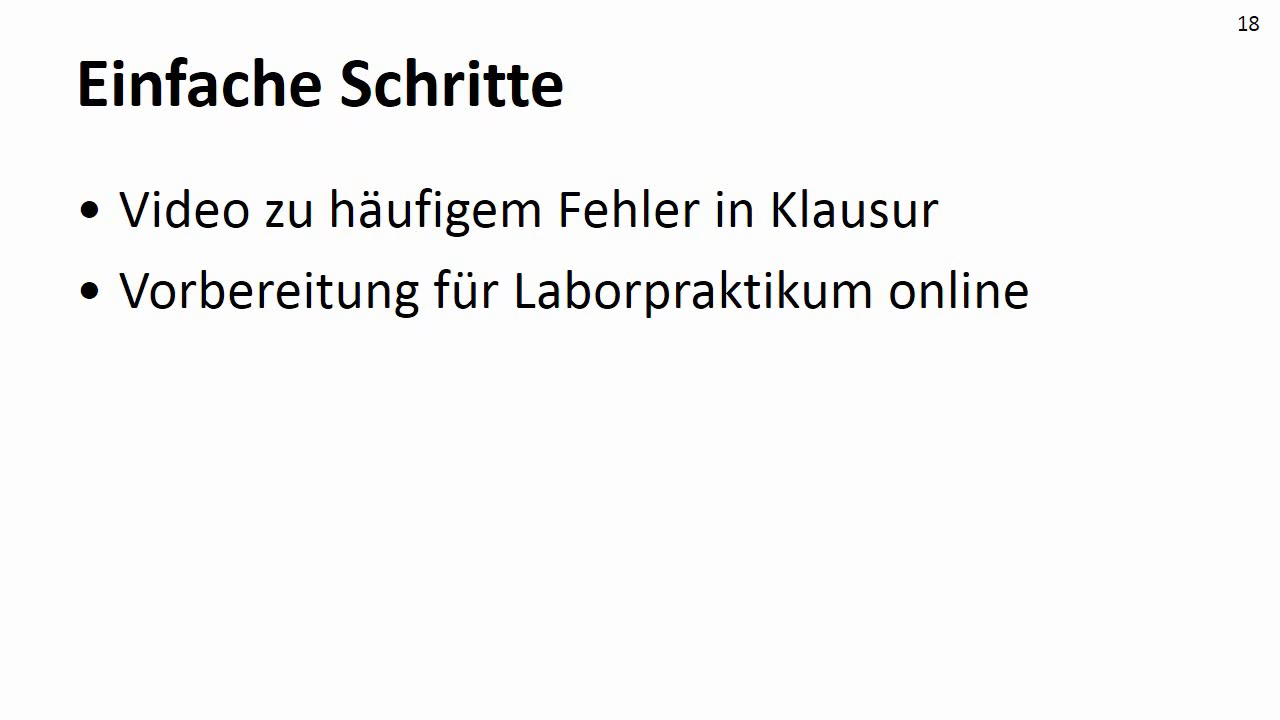 18
Einfache Schritte
• Video zu häufigem Fehler in Klausur
• Vorbereitung für Laborpraktikum online